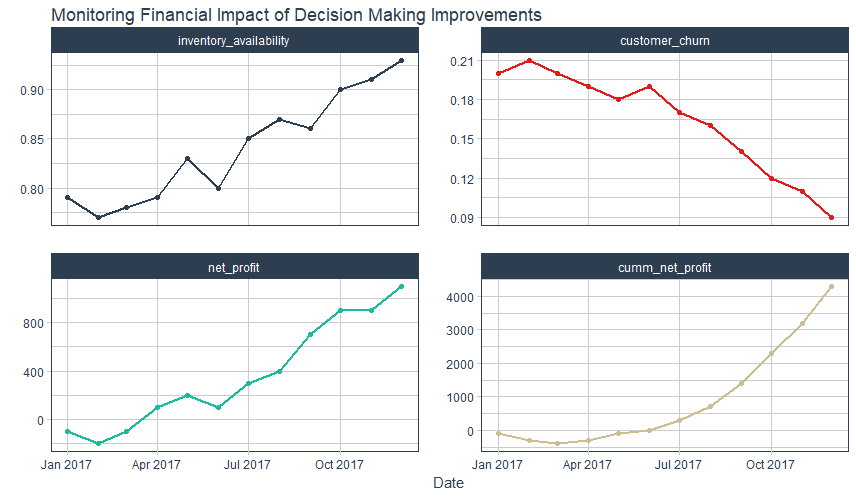 Monitoring Financial Impact of Decision Making Improvements
inventory_availability
customer_churn
0.90
0.85
0.80
0.21
0.18
0.15
0.12
0.09
net_profit
cumm_net_profit
800
400
0
4000
3000
2000
1000
0
Jan 2017 Apr 2017 Jul 2017 Oct 2017
Jan 2017 Apr 2017 Jul 2017 Oct 2017
Date